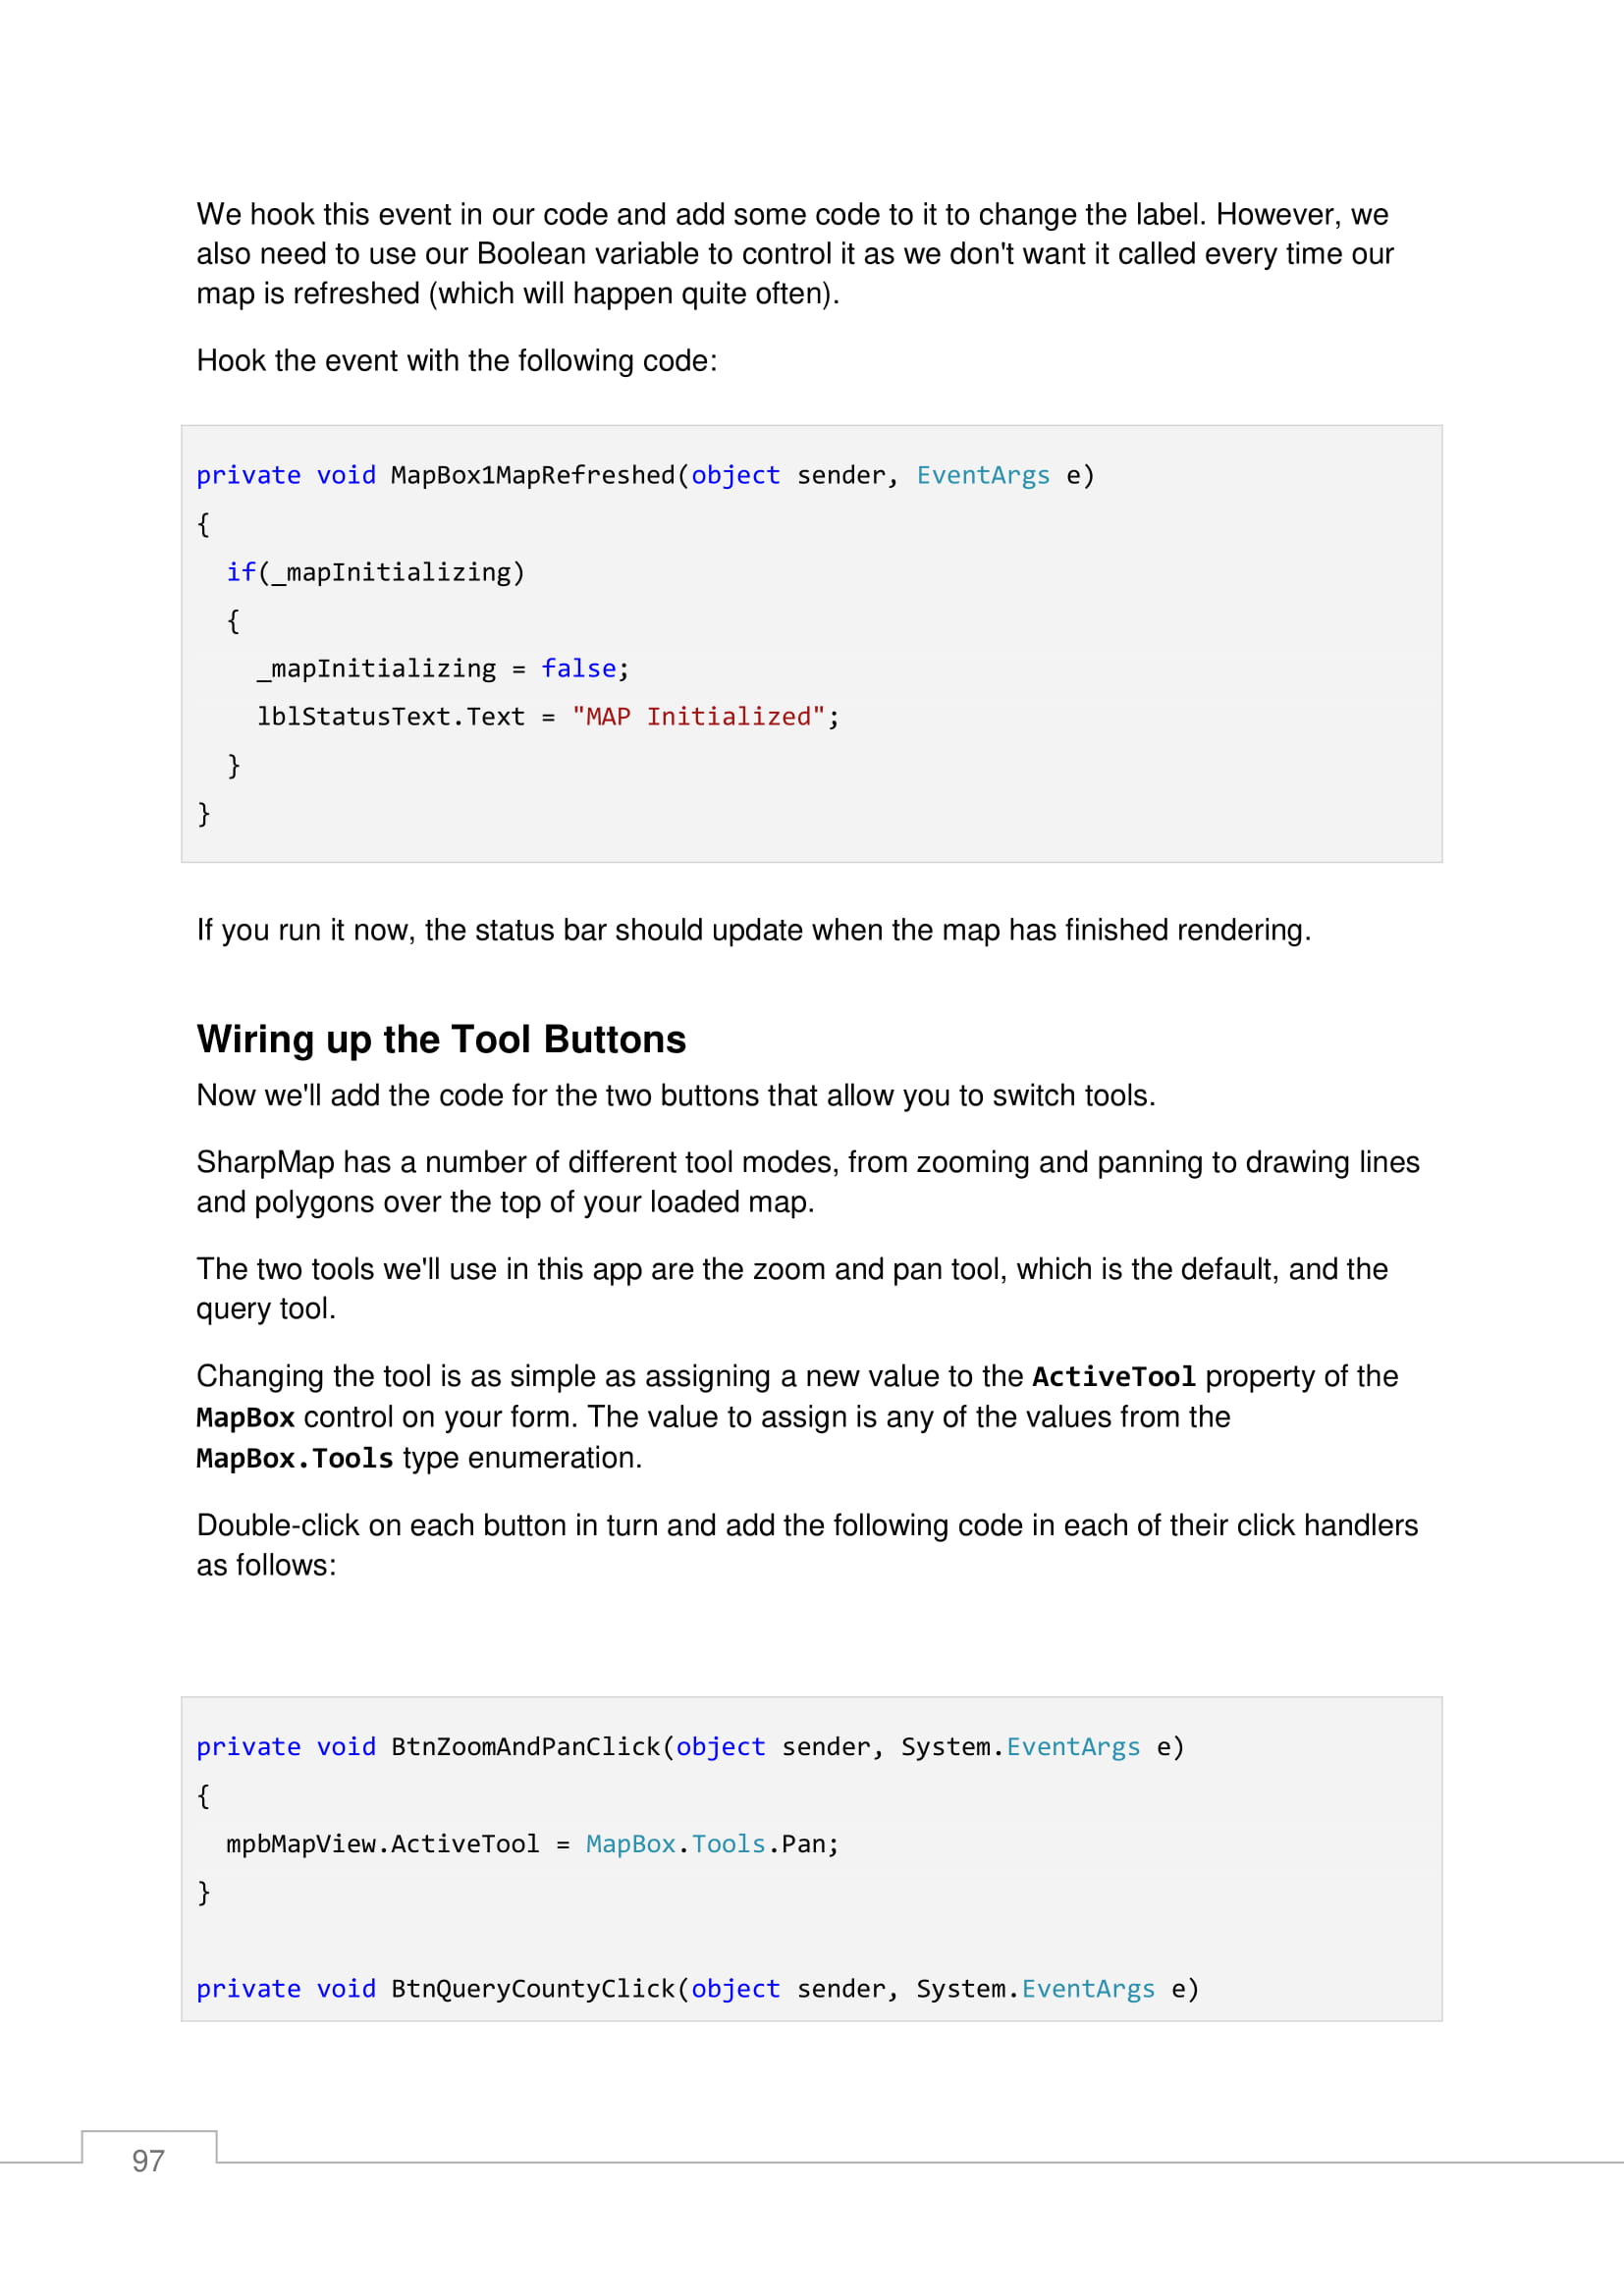 We hook this event in our code and add some code to it to change the label. However, we
also need to use our Boolean variable to control it as we don't want it called every time our
map is refreshed (which will happen quite often).
Hook the event with the following code:
private void MapBox1MapRefreshed(object sender, EventArgs e)
{
  if(_mapInitializing)
  {
    _mapInitializing = false;
    lblStatusText.Text = "MAP Initialized";
  }
}
If you run it now, the status bar should update when the map has finished rendering.
Wiring up the Tool Buttons
Now we'll add the code for the two buttons that allow you to switch tools.
SharpMap has a number of different tool modes, from zooming and panning to drawing lines
and polygons over the top of your loaded map.
The two tools we'll use in this app are the zoom and pan tool, which is the default, and the
query tool.
Changing the tool is as simple as assigning a new value to the ActiveTool property of the
MapBox control on your form. The value to assign is any of the values from the
MapBox.Tools type enumeration.
Double-click on each button in turn and add the following code in each of their click handlers
as follows:
private void BtnZoomAndPanClick(object sender, System.EventArgs e)
{
  mpbMapView.ActiveTool = MapBox.Tools.Pan;
}
private void BtnQueryCountyClick(object sender, System.EventArgs e)
97